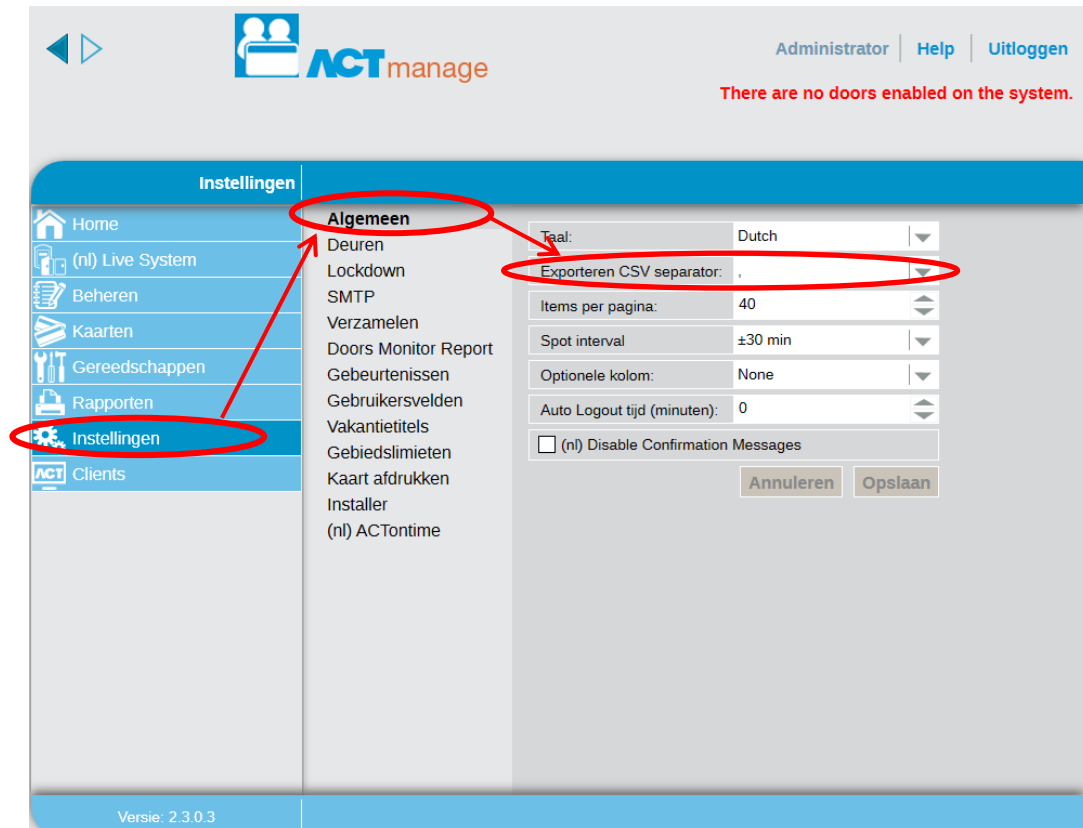 ACTmanage
Administrator Help Uitloggen
There are no doors enabled on the system.
Instellingen
Home
(nl) Live System
Beheren
Kaarten
Gereedschappen
Rapporten
Instellingen
ACT Clients
Algemeen
Deuren
Lockdown
SMTP
Verzamelen
Doors Monitor Report
Gebeurtenissen
Gebruikersvelden
Vakantietitels
Gebiedslimieten
Kaart afdrukken
Installer
(nl) ACTontime
Taal: Dutch
Exporteren CSV separator: ,
Items per pagina: 40
Spot interval ±30 min
Optionele kolom: None
Auto Logout tijd (minuten): 0
(nl) Disable Confirmation Messages
Annuleren Opslaan
Versie: 2.3.0.3